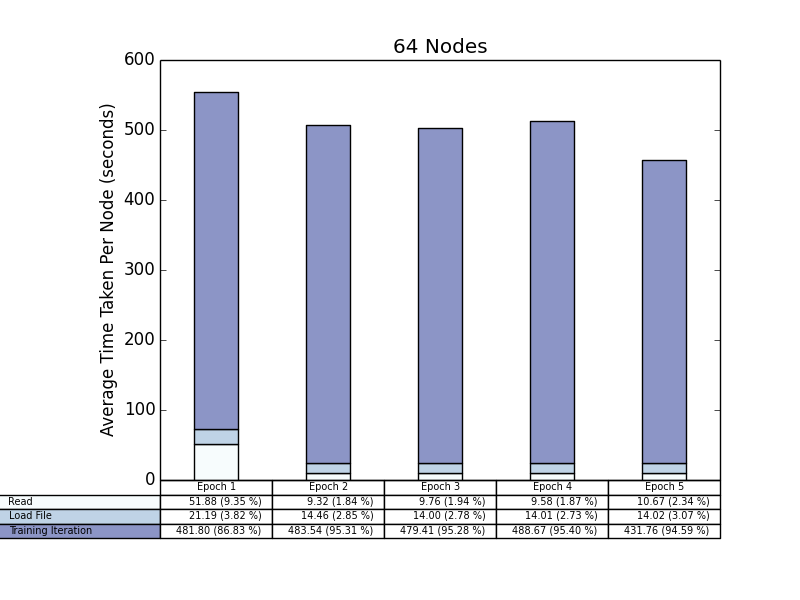 64 Nodes
600
500
400
300
200
100
0
Average Time Taken Per Node (seconds)
Epoch 1 Epoch 2 Epoch 3 Epoch 4 Epoch 5
Read 51.88 (9.35 %) 9.32 (1.84 %) 9.76 (1.94 %) 9.58 (1.87 %) 10.67 (2.34 %)
Load File 21.19 (3.82 %) 14.46 (2.85 %) 14.00 (2.78 %) 14.01 (2.73 %) 14.02 (3.07 %)
Training Iteration 481.80 (86.83 %) 483.54 (95.31 %) 479.41 (95.28 %) 488.67 (95.40 %) 431.76 (94.59 %)